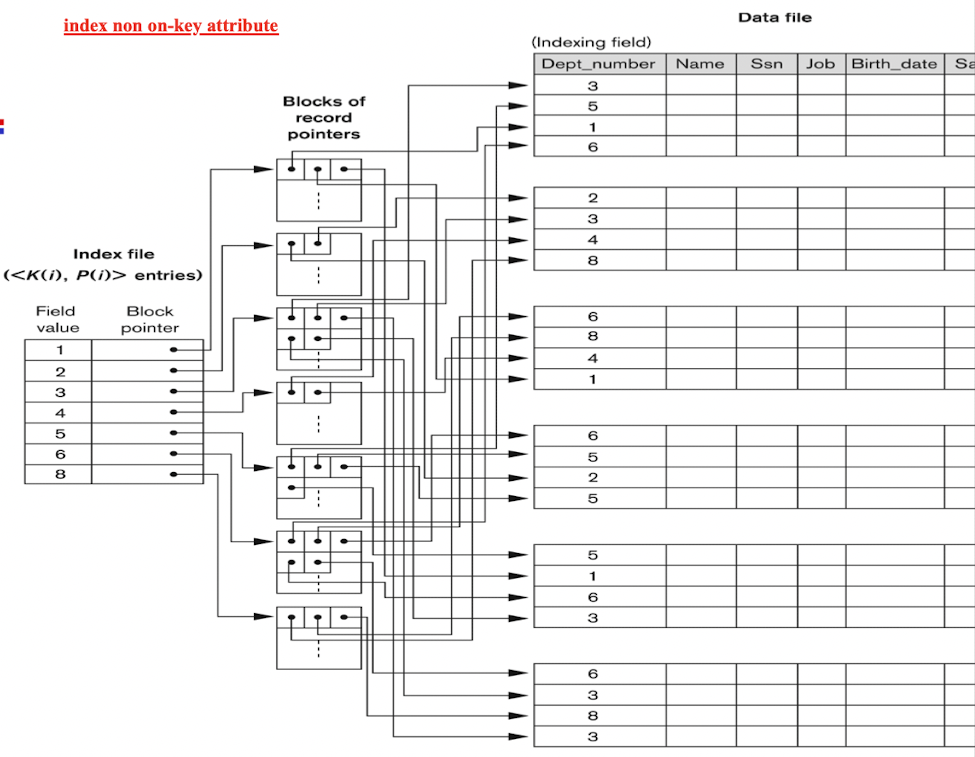 index non on-key attribute
Data file
(Indexing field)
Dept_number Name Ssn Job Birth_date Sa
3
5
1
6
2
3
4
8
6
8
4
1
6
5
2
5
5
1
6
3
6
3
8
3
Blocks of
record
pointers
Index file
(<K(i), P(i)> entries)
Field
value
Block
pointer
1
2
3
4
5
6
8